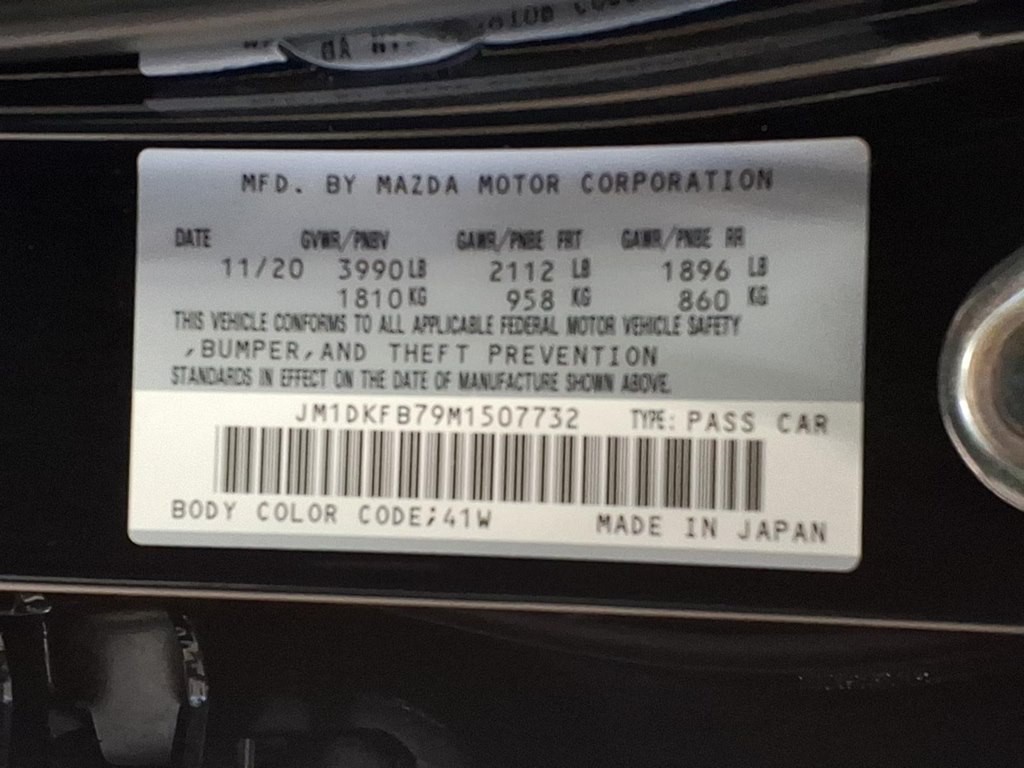 MFD. BY MAZDA MOTOR CORPORATION
DATE GVWR/PNBV GAWR/PNBE FRT GAWR/PNBE RR
11/20 3990 LB 2112 LB 1896 LB
1810 KG 958 KG 860 KG
THIS VEHICLE CONFORMS TO ALL APPLICABLE FEDERAL MOTOR VEHICLE SAFETY
,BUMPER,AND THEFT PREVENTION
STANDARDS IN EFFECT ON THE DATE OF MANUFACTURE SHOWN ABOVE.
JM1DKFB79M1507732 TYPE: PASS CAR
BODY COLOR CODE;41W MADE IN JAPAN